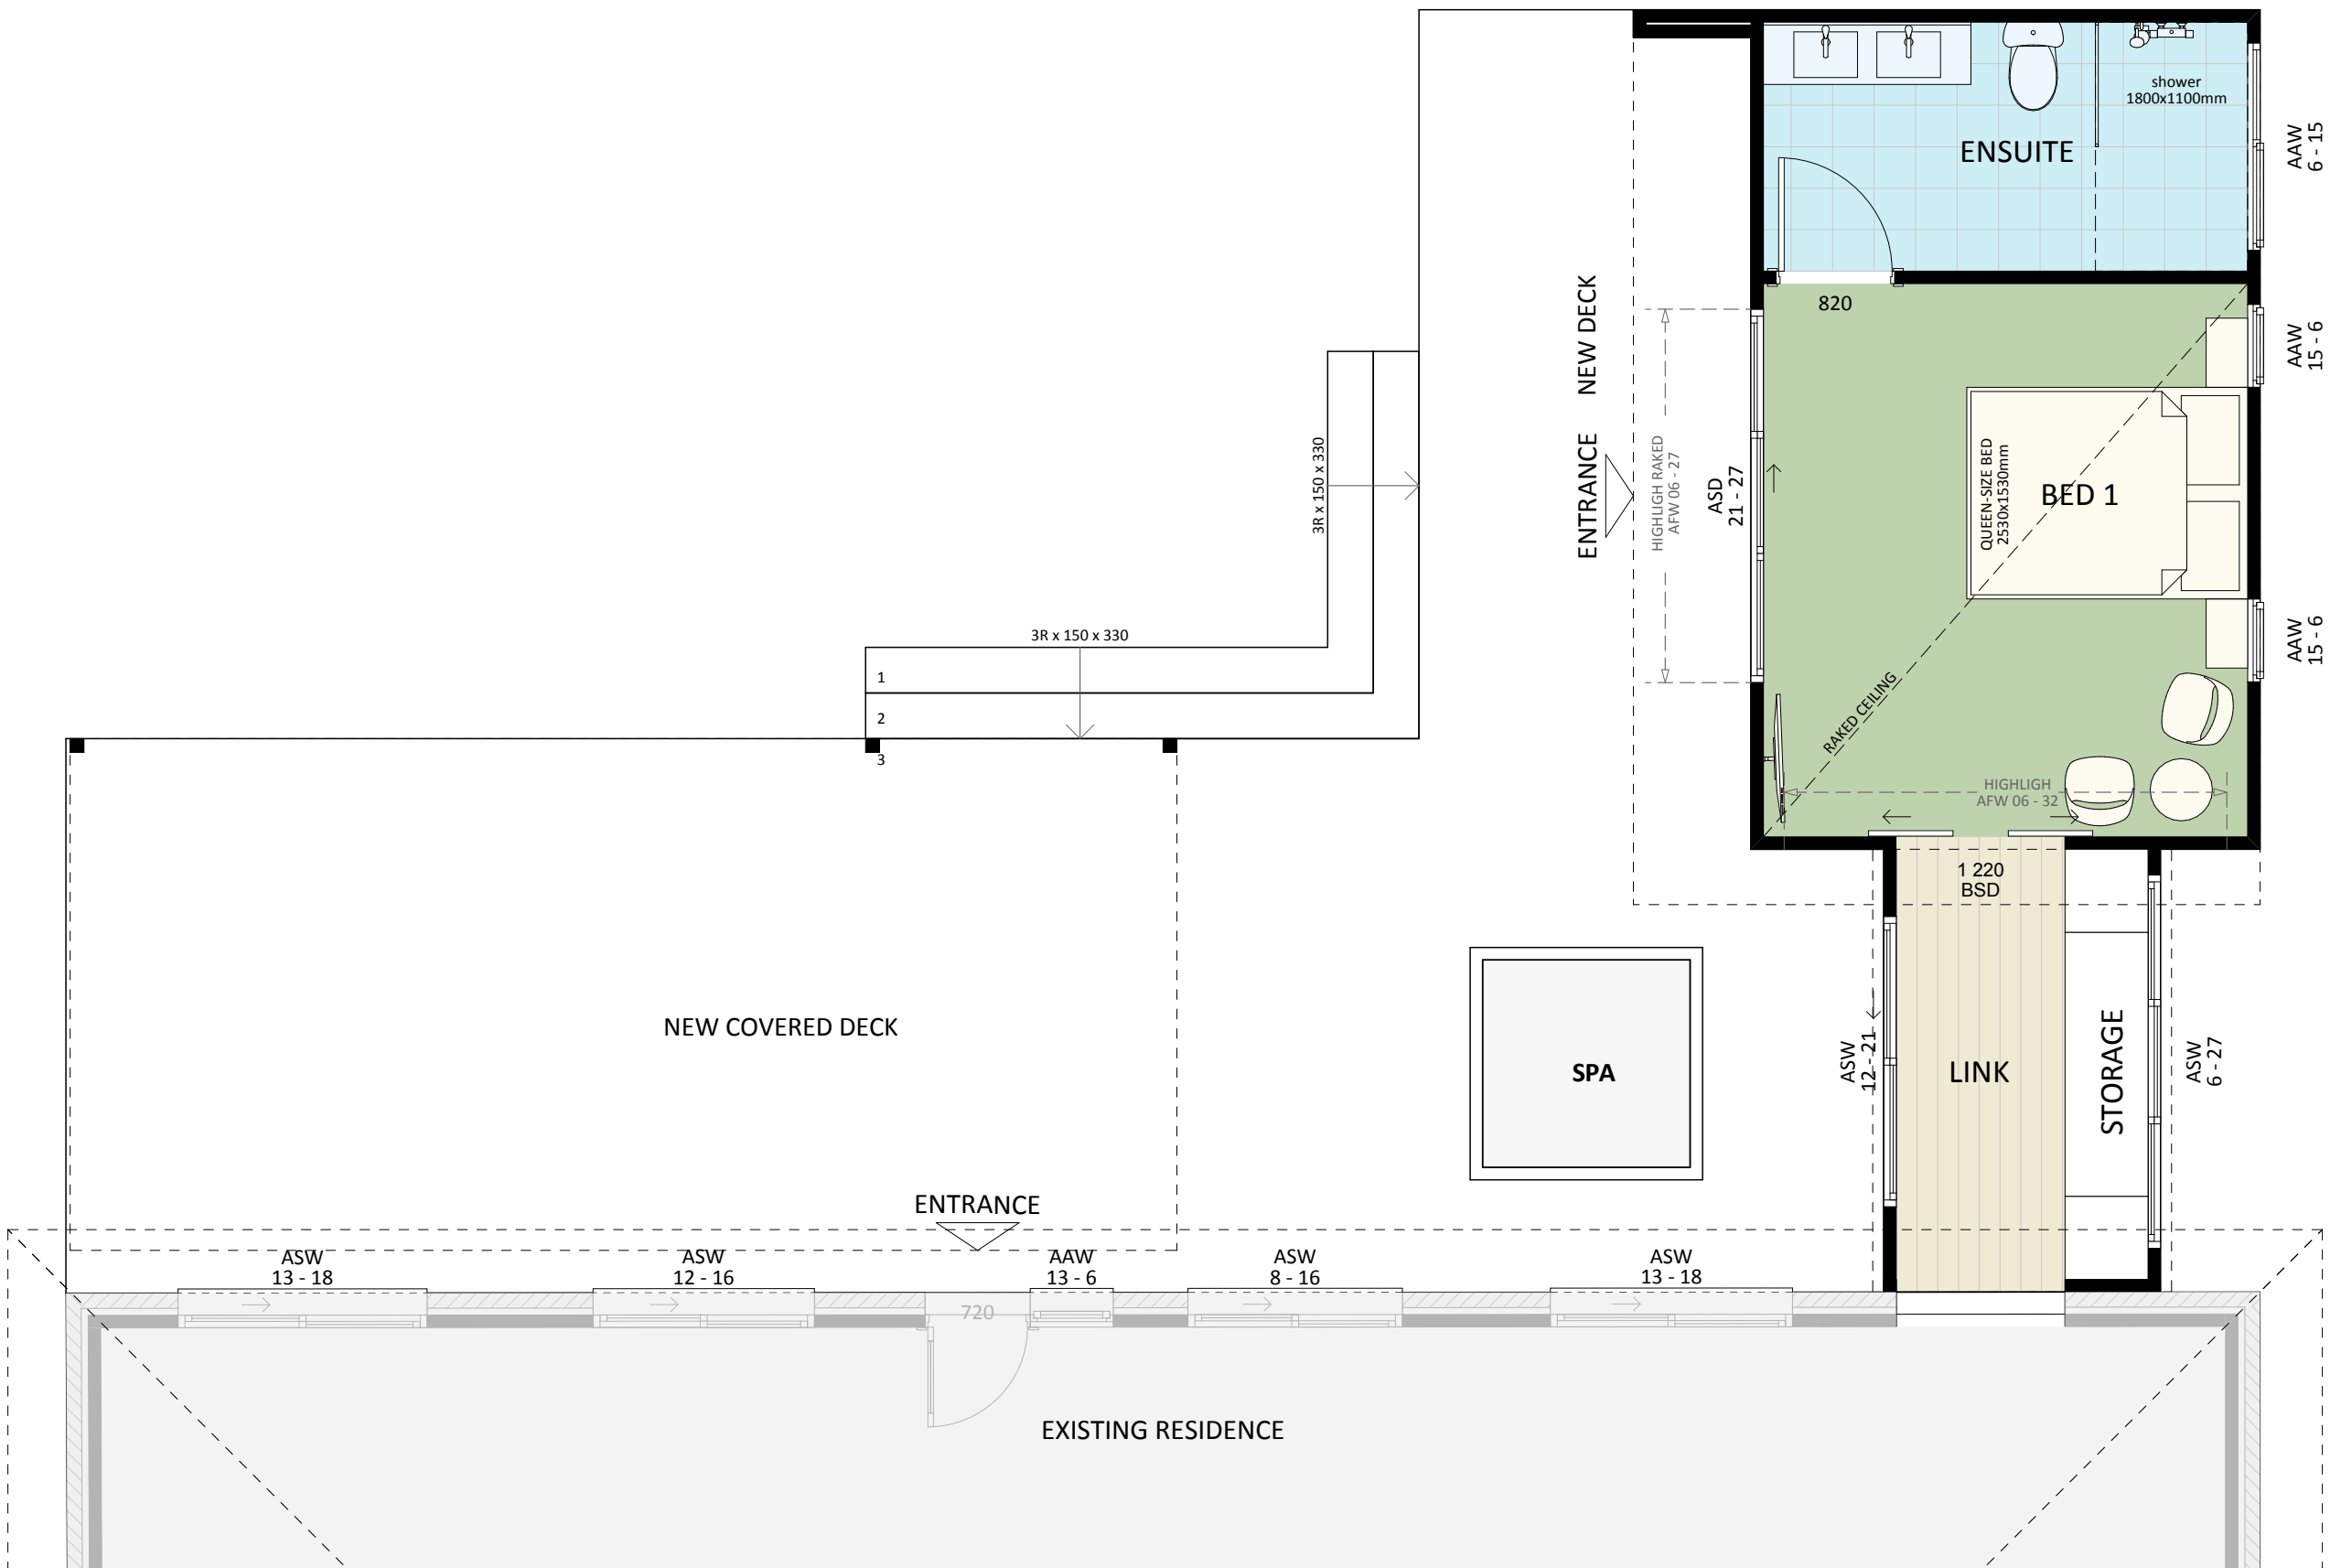 shower
1800x1100mm
ENSUITE
AAW
6 - 15
820
AAW
15 - 6
ENTRANCE NEW DECK
HIGHLIGH RAKED
AFW 06 - 27
ASD
21 - 27
QUEEN-SIZE BED
2530x1530mm
BED 1
3R x 150 x 330
3R x 150 x 330
1
2
3
AAW
15 - 6
RAKED CEILING
HIGHLIGH
AFW 06 - 32
1 220
BSD
NEW COVERED DECK
SPA
ASW
12 - 21
LINK
STORAGE
ASW
6 - 27
ENTRANCE
ASW
13 - 18
ASW
12 - 16
AAW
13 - 6
ASW
8 - 16
ASW
13 - 18
720
EXISTING RESIDENCE